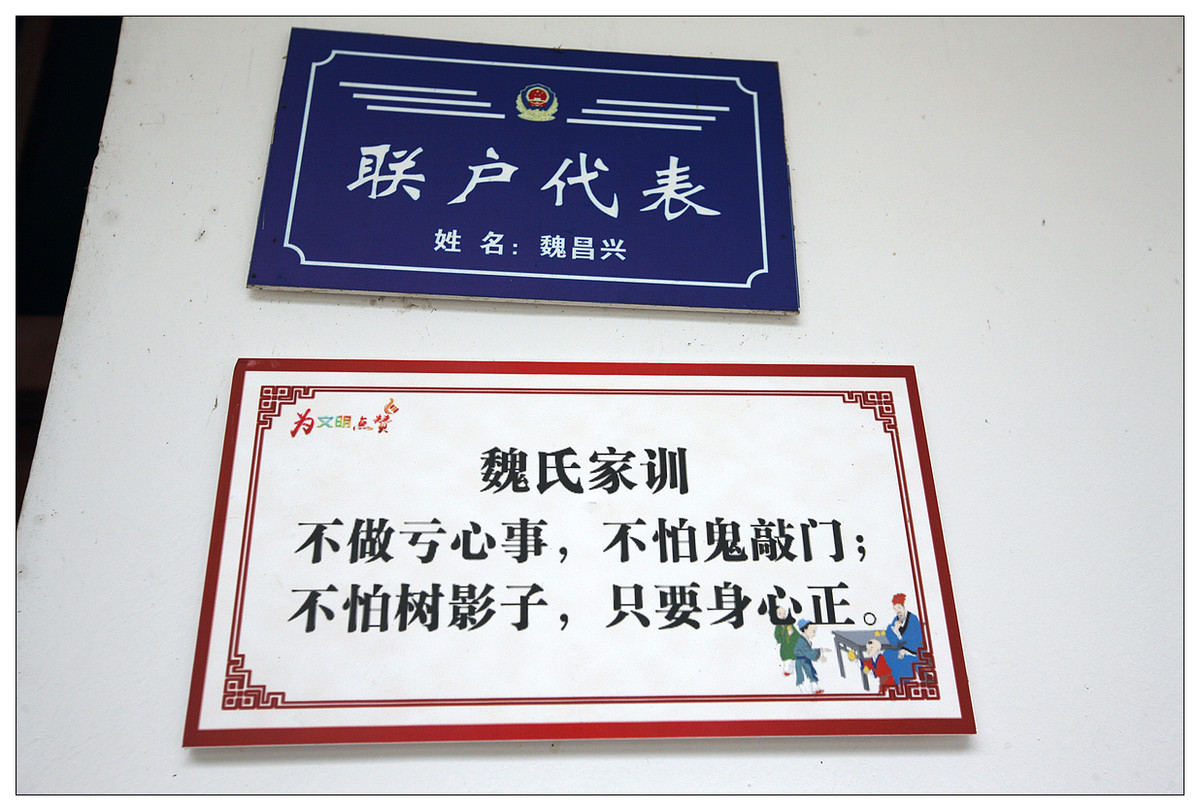 联户代表
姓 名：魏昌兴
为文明点赞
魏氏家训
不做亏心事，不怕鬼敲门；
不怕树影子，只要身心正。